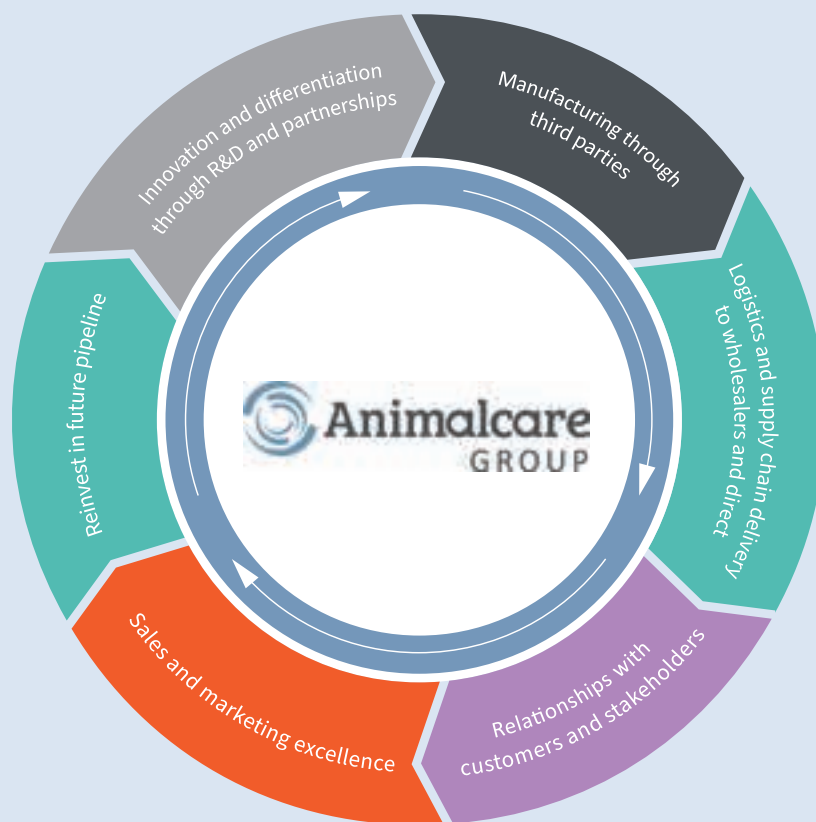 Innovation and differentiation
through R&D and partnerships
Manufacturing through
third parties
Logistics and supply chain delivery
to wholesalers and direct
Relationships with
customers and stakeholders
Sales and marketing excellence
Reinvest in future pipeline
Animalcare
GROUP